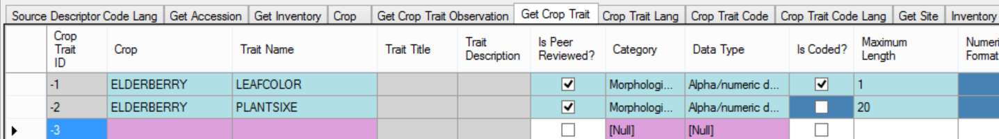 Source Descriptor Code Lang Get Accession Get Inventory Crop Get Crop Trait Observation Get Crop Trait Crop Trait Lang Crop Trait Code Crop Trait Code Lang Get Site Inventory
Crop Trait ID Crop Trait Name Trait Title Trait Description Is Peer Reviewed? Category Data Type Is Coded? Maximum Length Numeri Format
-1 ELDERBERRY LEAFCOLOR Morphologi... Alpha/numeric d... 1
-2 ELDERBERRY PLANTSIXE Morphologi... Alpha/numeric d... 20
-3 [Null] [Null]